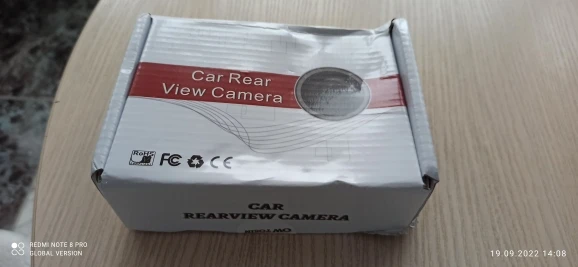 Car Rear
View Camera
RoHS
FC CE
CAR
REARVIEW CAMERA
REDMI NOTE 8 PRO
GLOBAL VERSION
19.09.2022 14:08